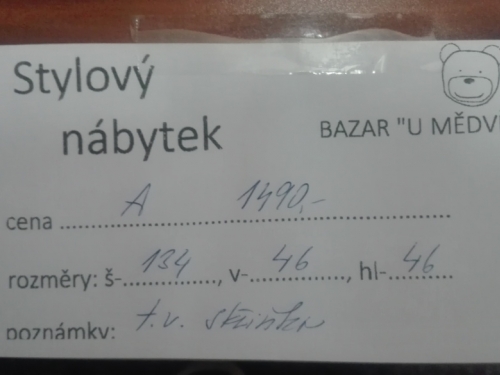 Stylový
nábytek
BAZAR "U MĚDV
cena A 1490,-
rozměry: š- 134, v- 46, hl- 46
poznámky: t.v. skříňka